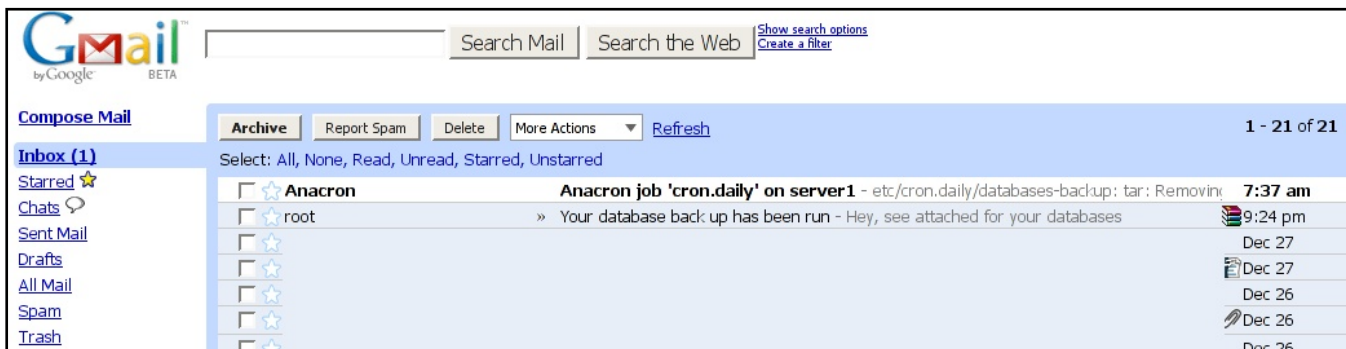 Gmail™
by Google BETA
Search Mail Search the Web Show search options
Create a filter
Compose Mail
Inbox (1)
Starred
Chats
Sent Mail
Drafts
All Mail
Spam
Trash
Archive Report Spam Delete More Actions Refresh 1 - 21 of 21
Select: All, None, Read, Unread, Starred, Unstarred
Anacron Anacron job 'cron.daily' on server1 - etc/cron.daily/databases-backup: tar: Removing 7:37 am
root » Your database back up has been run - Hey, see attached for your databases 9:24 pm
Dec 27
Dec 27
Dec 26
Dec 26
Dec 26